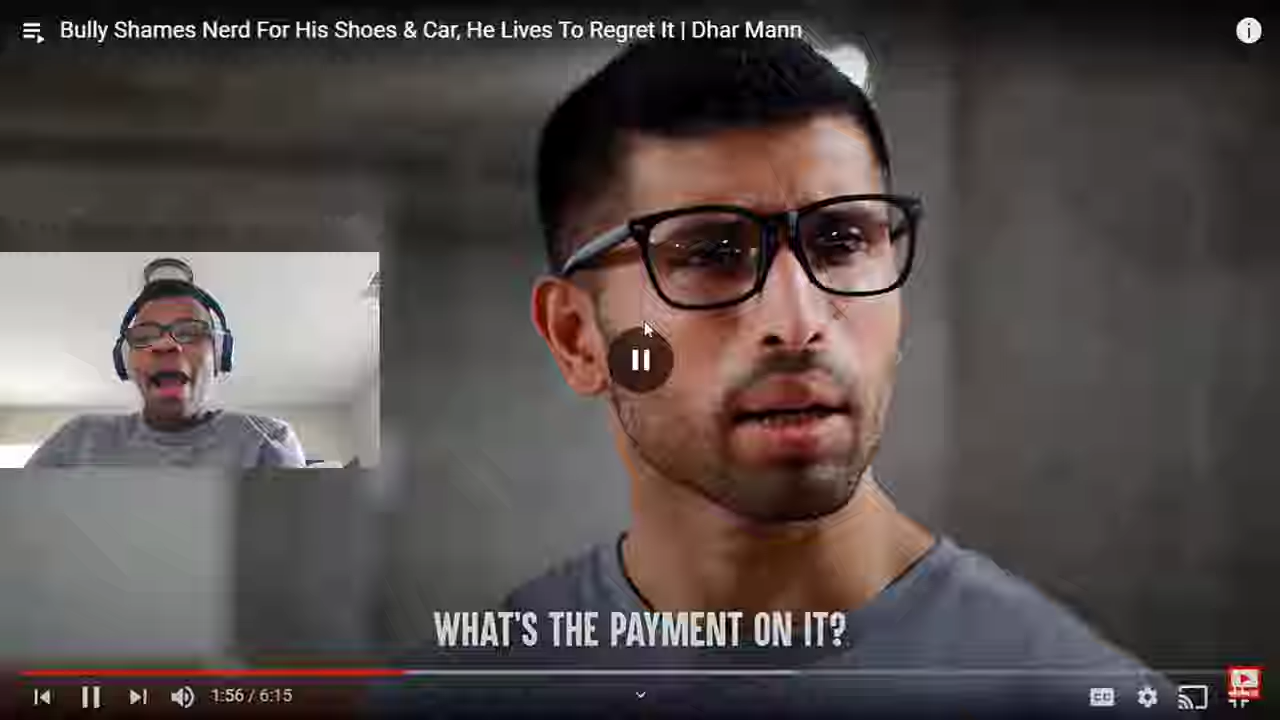 Bully Shames Nerd For His Shoes & Car, He Lives To Regret It | Dhar Mann
WHAT'S THE PAYMENT ON IT?
1:56 / 6:15
CC